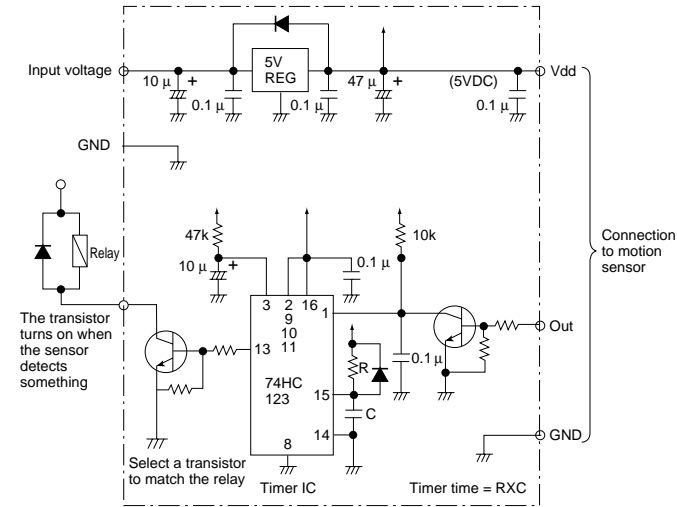 Input voltage
10 µ
+
0.1 µ
5V
REG
0.1 µ
47 µ
+
(5VDC)
0.1 µ
Vdd
GND
Relay
47k
10 µ
+
0.1 µ
10k
Connection
to motion
sensor
3
2
16
9
10
11
1
13
74HC
123
15
14
8
R
C
0.1 µ
Out
GND
The transistor
turns on when
the sensor
detects
something
Select a transistor
to match the relay
Timer IC
Timer time = RXC